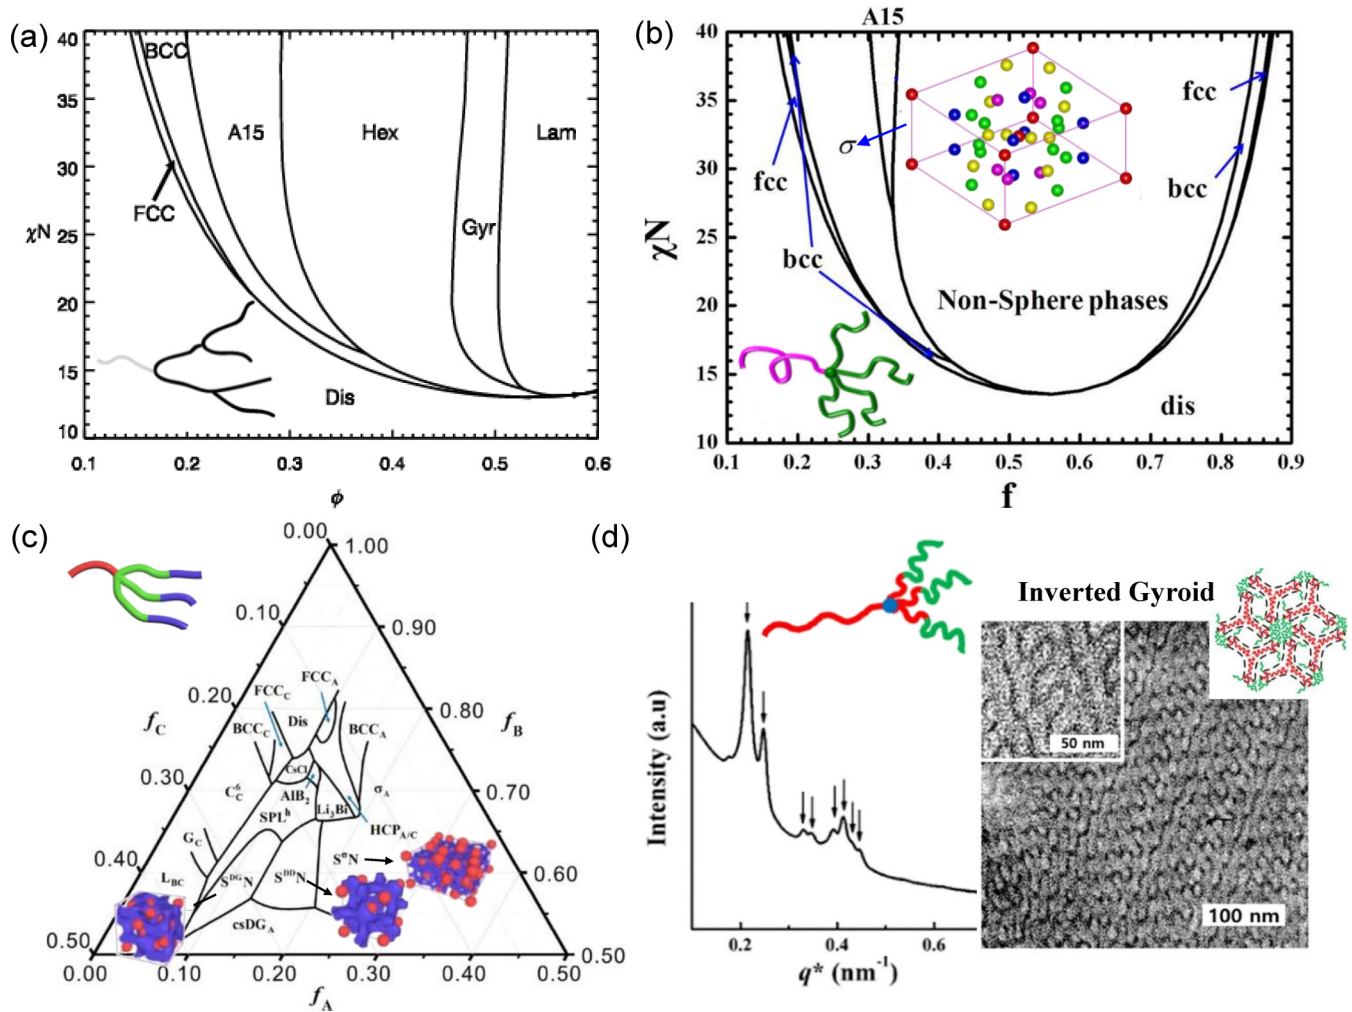 (a)
40
35
30
25
20
15
10
χN
BCC
A15
Hex
Lam
FCC
Gyr
Dis
0.1
0.2
0.3
0.4
0.5
0.6
ϕ
(b)
A15
40
35
30
25
20
15
10
χN
fcc
σ
fcc
bcc
bcc
Non-Sphere phases
dis
0.1
0.2
0.3
0.4
0.5
0.6
0.7
0.8
0.9
f
(c)
0.00
1.00
0.10
0.90
0.20
0.80
0.30
0.70
0.40
0.60
0.50
0.50
f_C
f_B
FCC_A
FCC_C
Dis
BCC_C
BCC_A
CsCl
C^6_C
AlB₂
Li₃Bi
σ_A
SPL^h
HCP_A/C
G_C
S^σN
L_BC
S^DG N
S^DD N
csDG_A
0.00
0.10
0.20
0.30
0.40
0.50
f_A
(d)
Inverted Gyroid
Intensity (a.u)
50 nm
100 nm
0.2
0.4
0.6
q* (nm⁻¹)